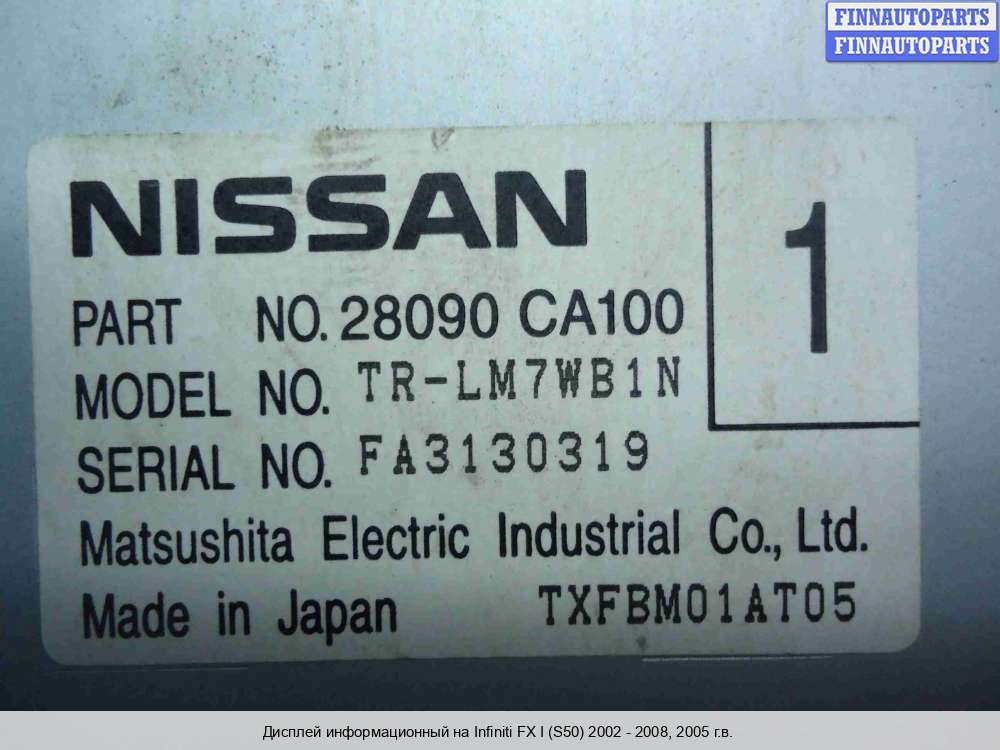 FINNAUTOPARTS
FINNAUTOPARTS
NISSAN
1
PART NO. 28090 CA100
MODEL NO. TR-LM7WB1N
SERIAL NO. FA3130319
Matsushita Electric Industrial Co., Ltd.
Made in Japan TXFBM01AT05
Дисплей информационный на Infiniti FX I (S50) 2002 - 2008, 2005 г.в.